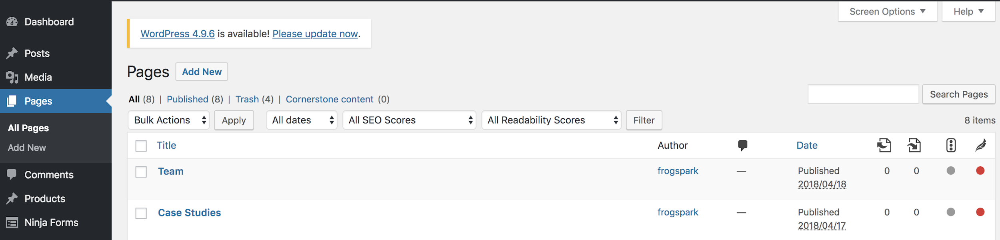 Dashboard
Posts
Media
Pages
All Pages
Add New
Comments
Products
Ninja Forms
Screen Options
Help
WordPress 4.9.6 is available! Please update now.
Pages Add New
All (8) | Published (8) | Trash (4) | Cornerstone content (0)
Search Pages
Bulk Actions Apply All dates All SEO Scores All Readability Scores Filter 8 items
Title Author Date
Team frogspark — Published 0 0
2018/04/18
Case Studies frogspark — Published 0 0
2018/04/17